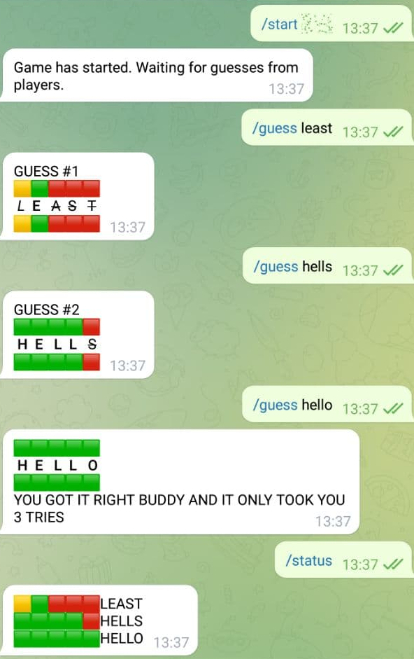 /start 13:37
Game has started. Waiting for guesses from
players. 13:37
/guess least 13:37
GUESS #1
L E A S T
13:37
/guess hells 13:37
GUESS #2
H E L L S
13:37
/guess hello 13:37
H E L L O
YOU GOT IT RIGHT BUDDY AND IT ONLY TOOK YOU
3 TRIES 13:37
/status 13:37
LEAST
HELLS
HELLO 13:37